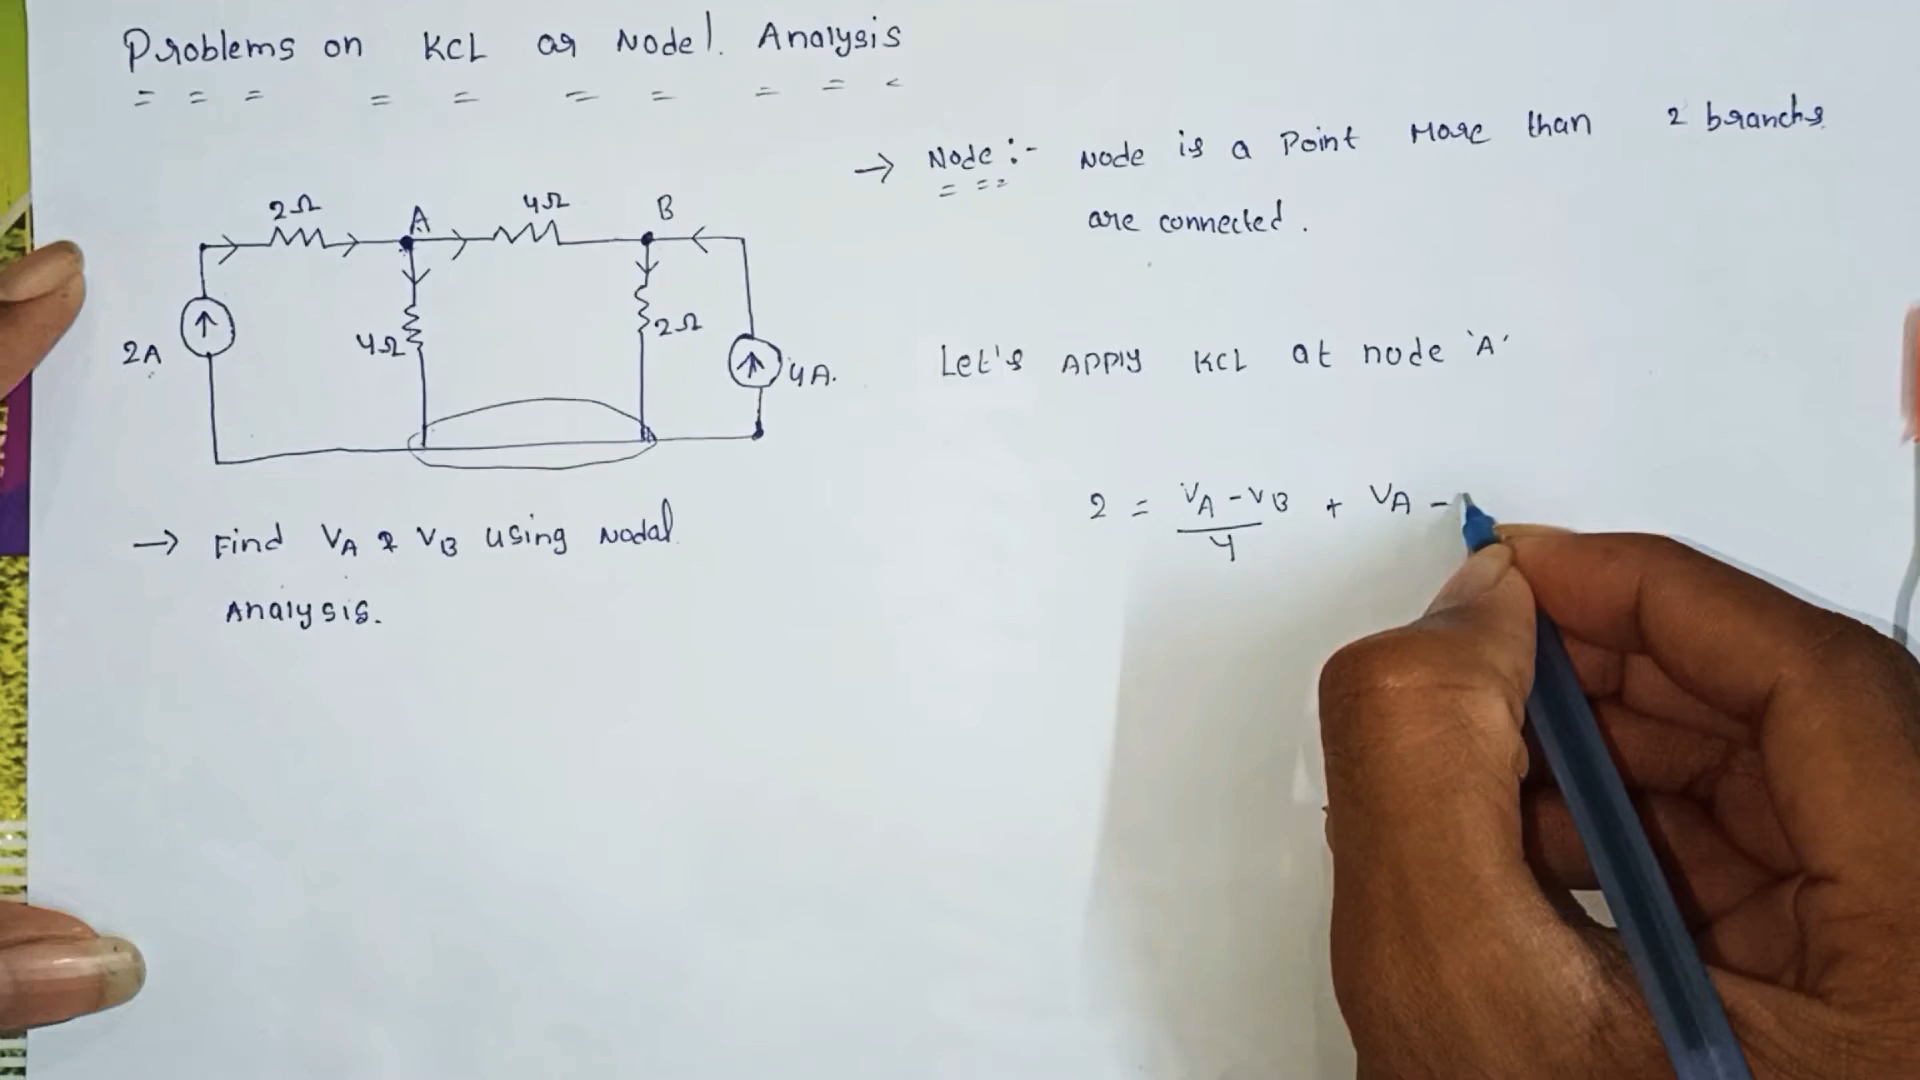 Problems on KCL or Nodel. Analysis
→ Node :- Node is a Point More than 2 branchs
are connected.
2Ω A 4Ω B
2A 4Ω 2Ω 4A.
Let's Apply KCL at node 'A'
2 = VA - VB / 4 + VA -
→ Find VA & VB using Nodal
Analysis.